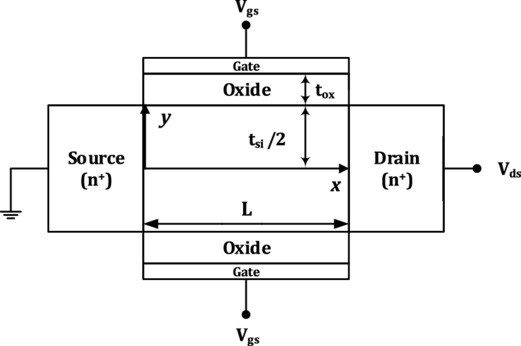 Vgs
Gate
Oxide
tox
y
tsi/2
Source
(n+)
Drain
(n+)
Vds
x
L
Oxide
Gate
Vgs